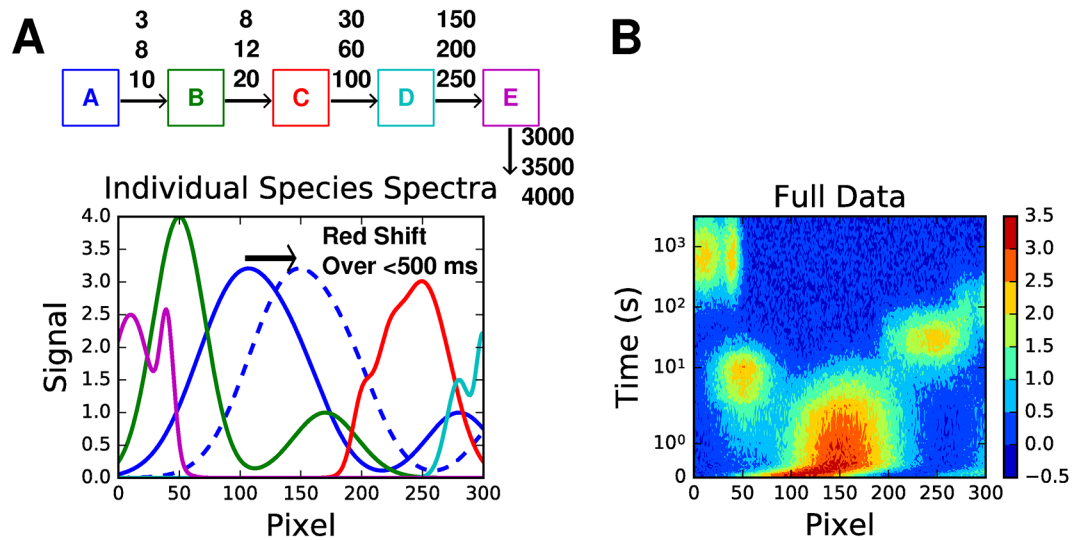 A
3 8 30 150
8 12 60 200
10 20 100 250
A B C D E
3000
3500
4000
Individual Species Spectra
Red Shift
Over <500 ms
4.0
3.5
3.0
2.5
2.0
1.5
1.0
0.5
0.0
Signal
0 50 100 150 200 250 300
Pixel
B
Full Data
10³
10²
10¹
10⁰
0
Time (s)
0 50 100 150 200 250 300
Pixel
3.5
3.0
2.5
2.0
1.5
1.0
0.5
0.0
−0.5